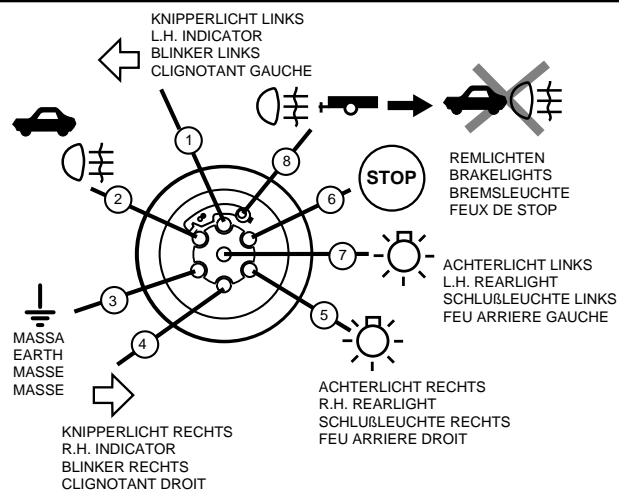 KNIPPERLICHT LINKS
L.H. INDICATOR
BLINKER LINKS
CLIGNOTANT GAUCHE
1
8
2
6
STOP
REMLICHTEN
BRAKELIGHTS
BREMSLEUCHTE
FEUX DE STOP
7
ACHTERLICHT LINKS
L.H. REARLIGHT
SCHLUßLEUCHTE LINKS
FEU ARRIERE GAUCHE
3
4
5
MASSA
EARTH
MASSE
MASSE
ACHTERLICHT RECHTS
R.H. REARLIGHT
SCHLUßLEUCHTE RECHTS
FEU ARRIERE DROIT
KNIPPERLICHT RECHTS
R.H. INDICATOR
BLINKER RECHTS
CLIGNOTANT DROIT